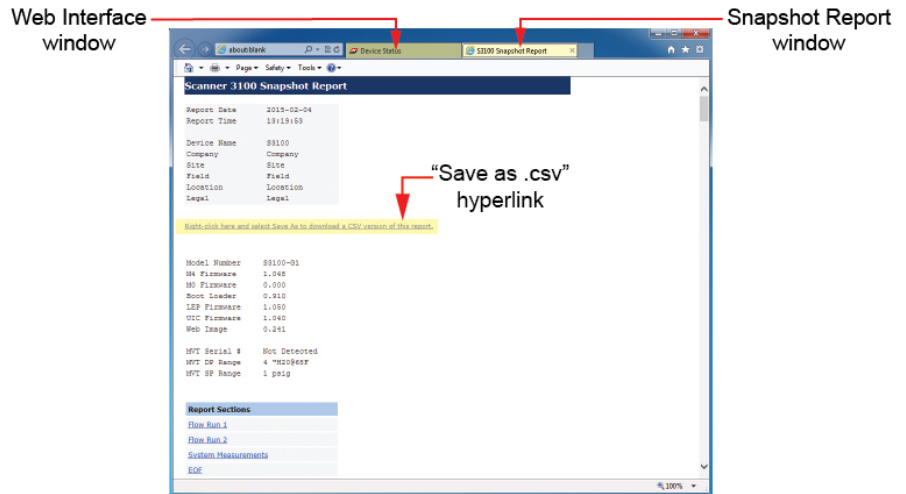 Web Interface window
Snapshot Report window
about:blank
Device Status
S3100 Snapshot Report
Page Safety Tools
Scanner 3100 Snapshot Report
Report Date 2015-02-04
Report Time 13:19:53
Device Name S3100
Company Company
Site Site
Field Field
Location Location
Legal Legal
“Save as .csv” hyperlink
Right-click here and select Save As to download a CSV version of this report.
Model Number S3100-G1
M4 Firmware 1.048
M0 Firmware 0.000
Boot Loader 0.910
LEP Firmware 1.050
UIC Firmware 1.040
Web Image 0.241
MVT Serial # Not Detected
MVT DP Range 4 "H2O@68F
MVT SP Range 1 psig
Report Sections
Flow Run 1
Flow Run 2
System Measurements
EOF
100%